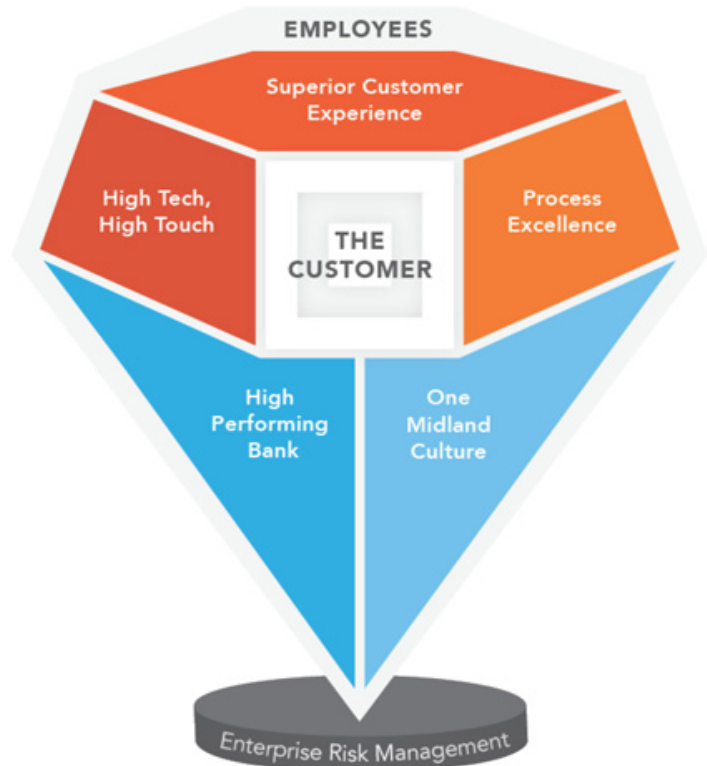 EMPLOYEES
Superior Customer
Experience
High Tech,
High Touch
THE
CUSTOMER
Process
Excellence
High
Performing
Bank
One
Midland
Culture
Enterprise Risk Management